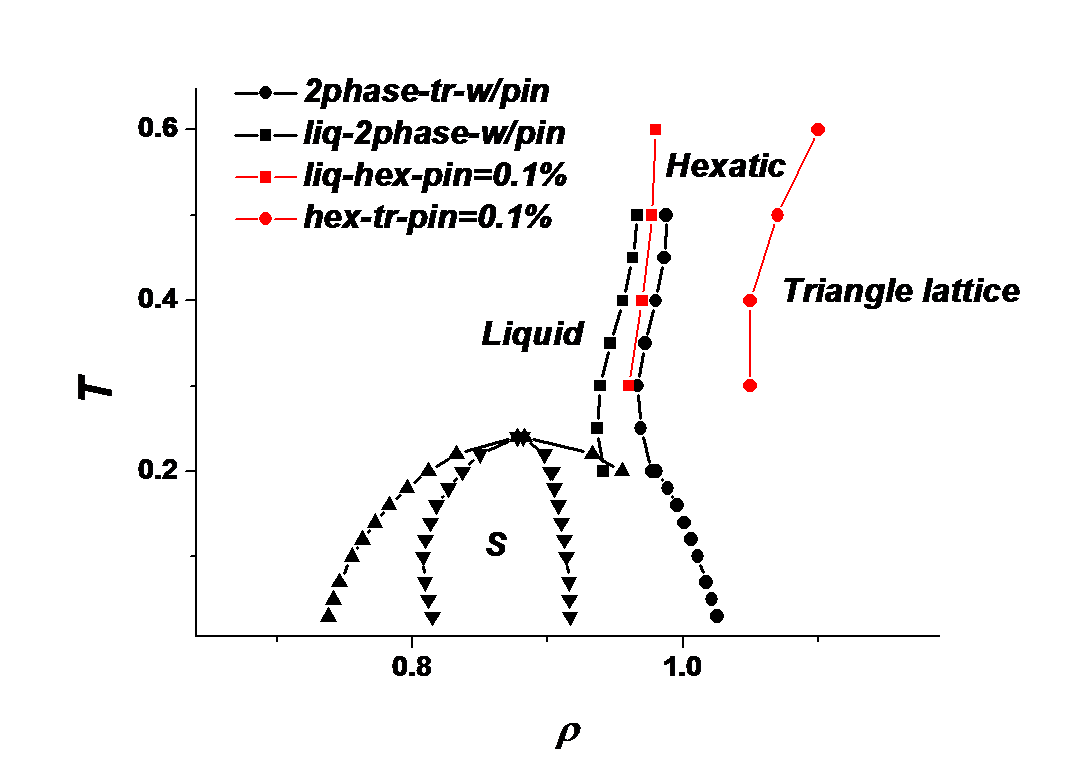 2phase-tr-w/pin
liq-2phase-w/pin
liq-hex-pin=0.1%
hex-tr-pin=0.1%
Hexatic
Triangle lattice
Liquid
S
T
0.6
0.4
0.2
0.8
1.0
ρ